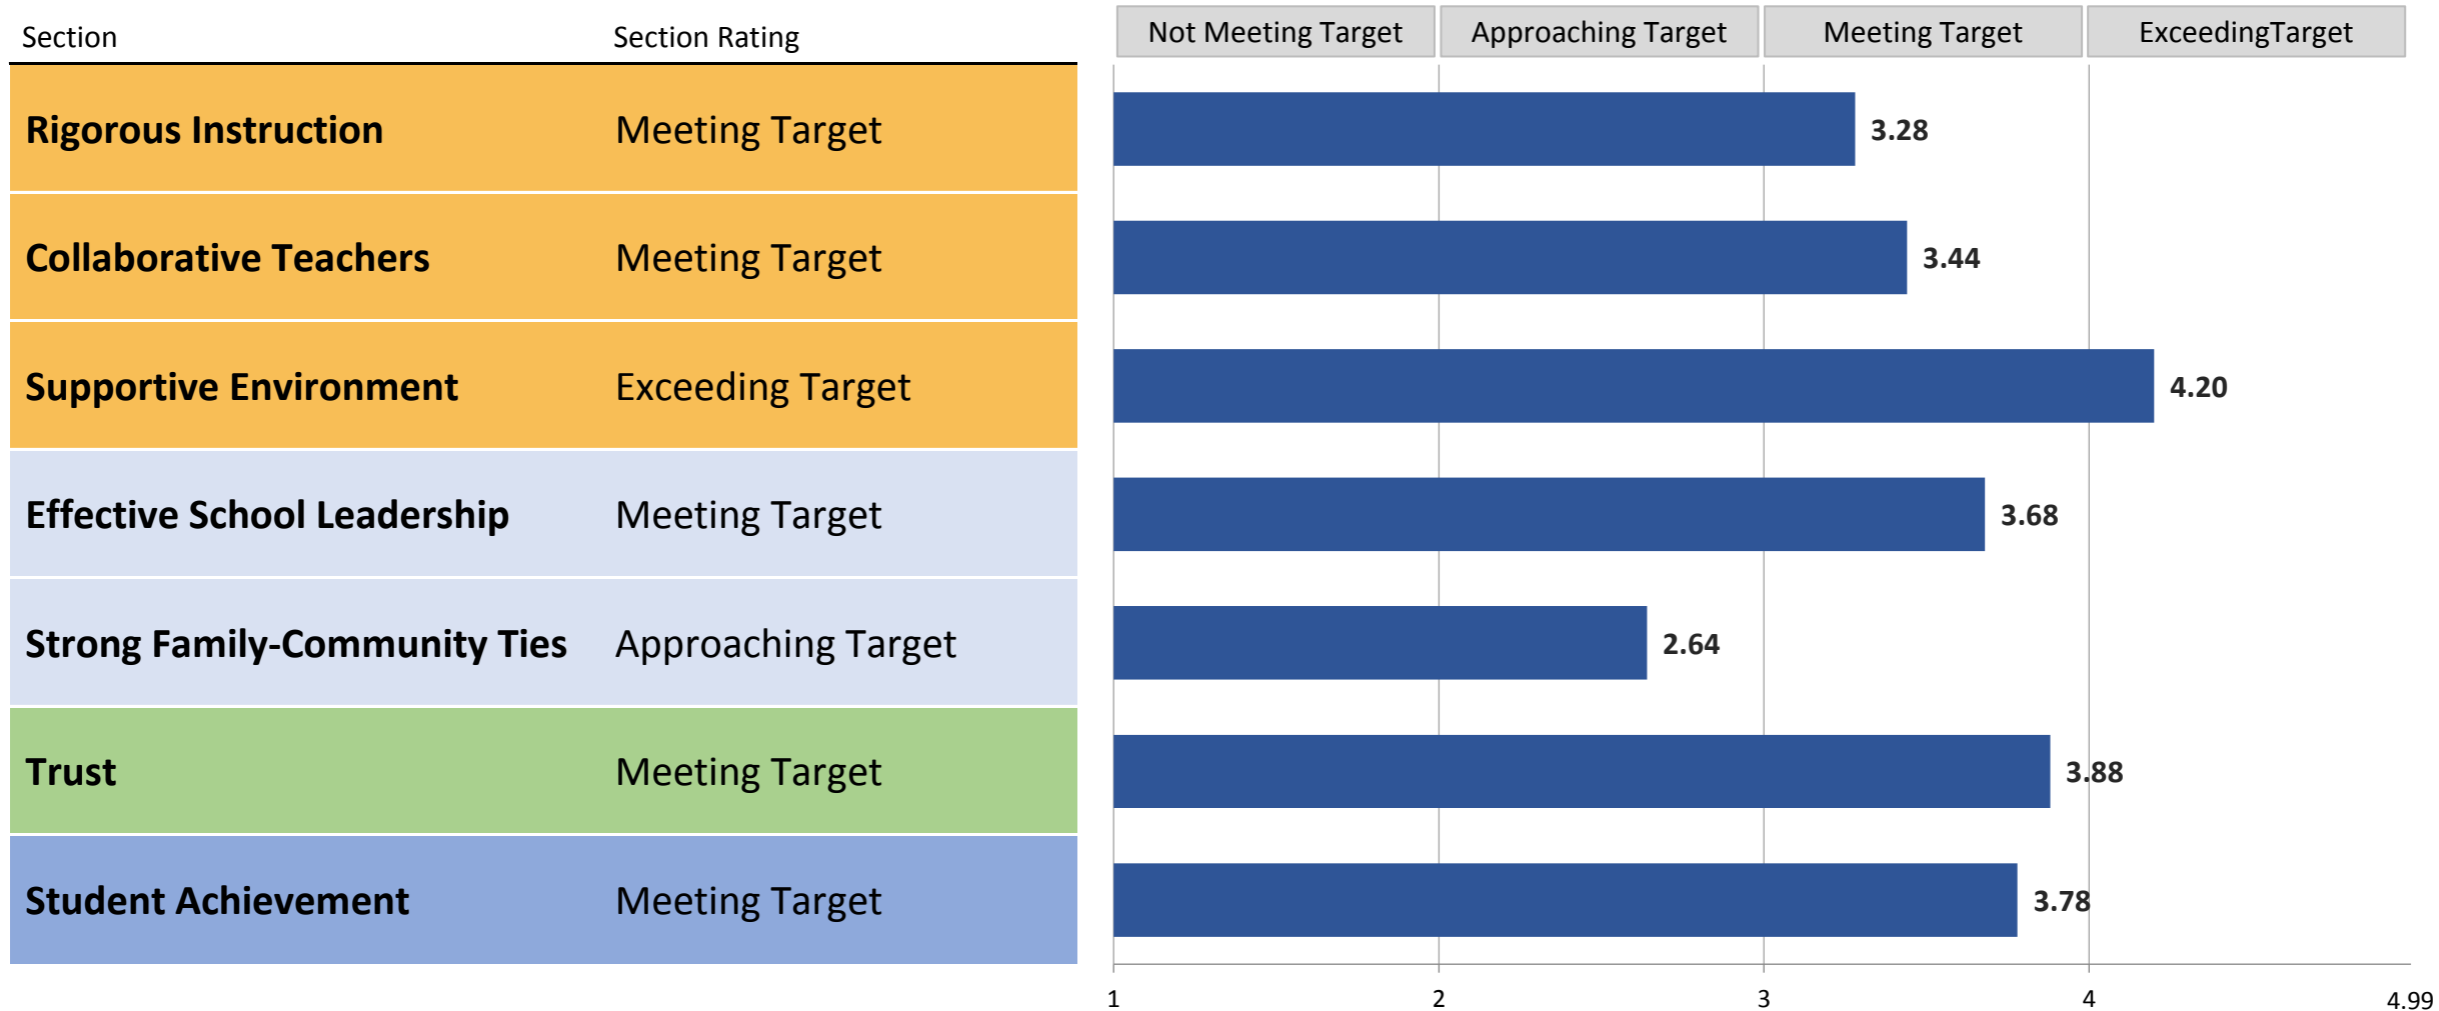 Section Section Rating Not Meeting Target Approaching Target Meeting Target ExceedingTarget
Rigorous Instruction Meeting Target 3.28
Collaborative Teachers Meeting Target 3.44
Supportive Environment Exceeding Target 4.20
Effective School Leadership Meeting Target 3.68
Strong Family-Community Ties Approaching Target 2.64
Trust Meeting Target 3.88
Student Achievement Meeting Target 3.78
1 2 3 4 4.99